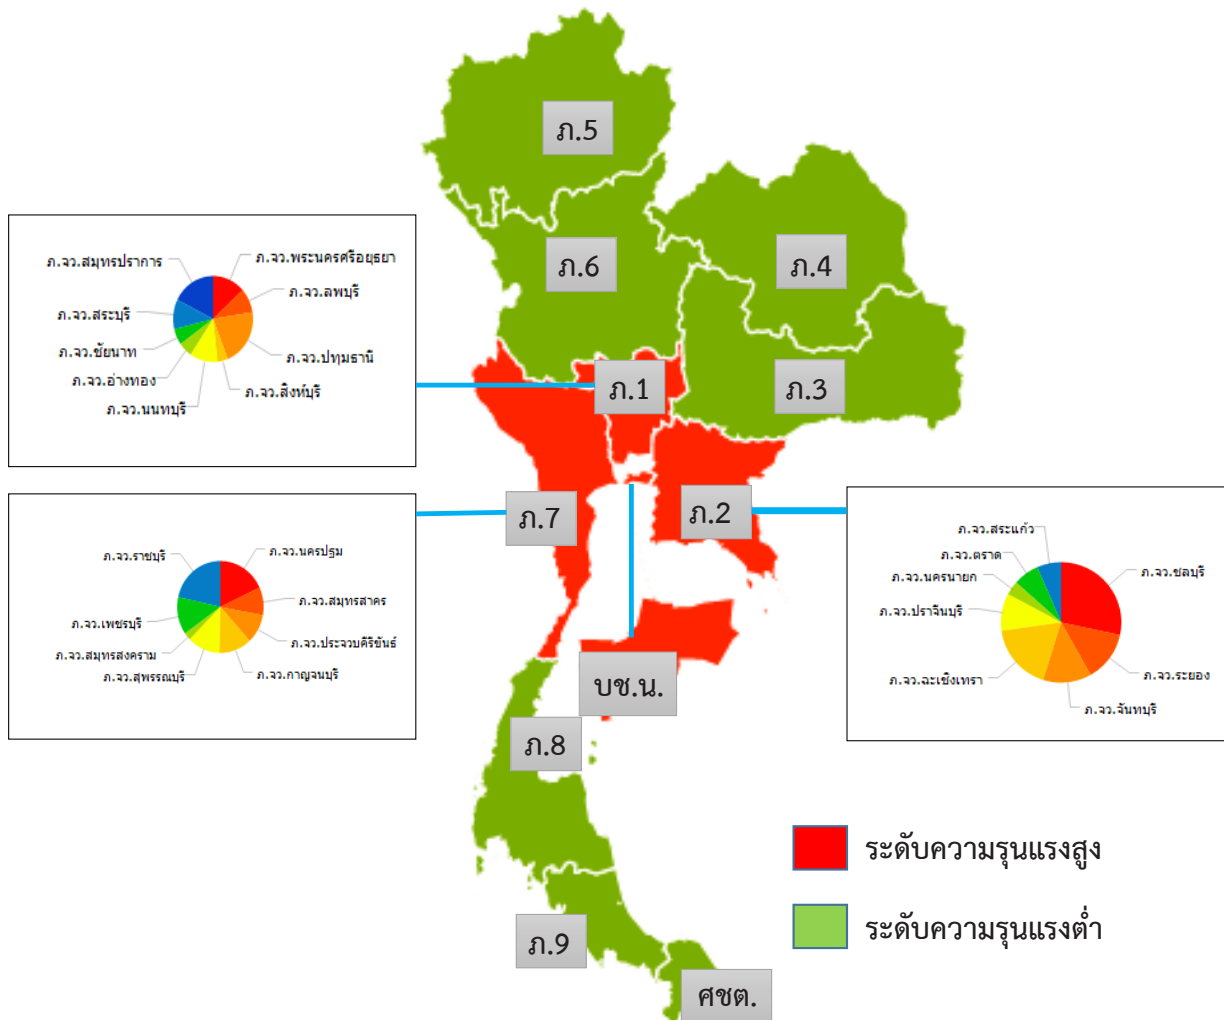 ภ.5
ภ.6
ภ.4
ภ.จว.สมุทรปราการ
ภ.จว.พระนครศรีอยุธยา
ภ.จว.ลพบุรี
ภ.จว.สระบุรี
ภ.จว.ชัยนาท
ภ.จว.ปทุมธานี
ภ.จว.อ่างทอง
ภ.จว.สิงห์บุรี
ภ.จว.นนทบุรี
ภ.1
ภ.3
ภ.7
ภ.2
ภ.จว.ราชบุรี
ภ.จว.นครปฐม
ภ.จว.สมุทรสาคร
ภ.จว.เพชรบุรี
ภ.จว.ประจวบคิรีขันธ์
ภ.จว.สมุทรสงคราม
ภ.จว.สุพรรณบุรี
ภ.จว.กาญจนบุรี
ภ.จว.สระแก้ว
ภ.จว.ตราด
ภ.จว.ชลบุรี
ภ.จว.นครนายก
ภ.จว.ปราจีนบุรี
ภ.จว.ฉะเชิงเทรา
ภ.จว.ระยอง
ภ.จว.จันทบุรี
บช.น.
ภ.8
ระดับความรุนแรงสูง
ระดับความรุนแรงต่ำ
ภ.9
ศชต.